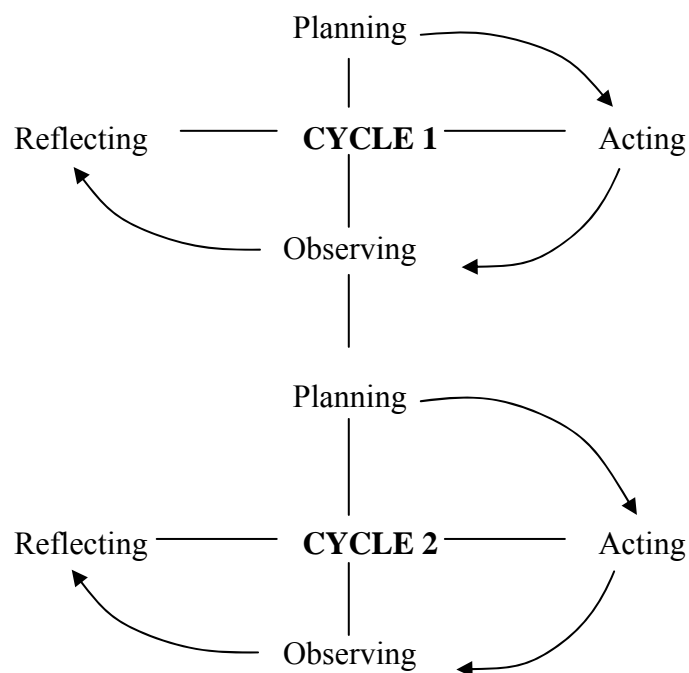 Planning
Reflecting CYCLE 1 Acting
Observing
Planning
Reflecting CYCLE 2 Acting
Observing